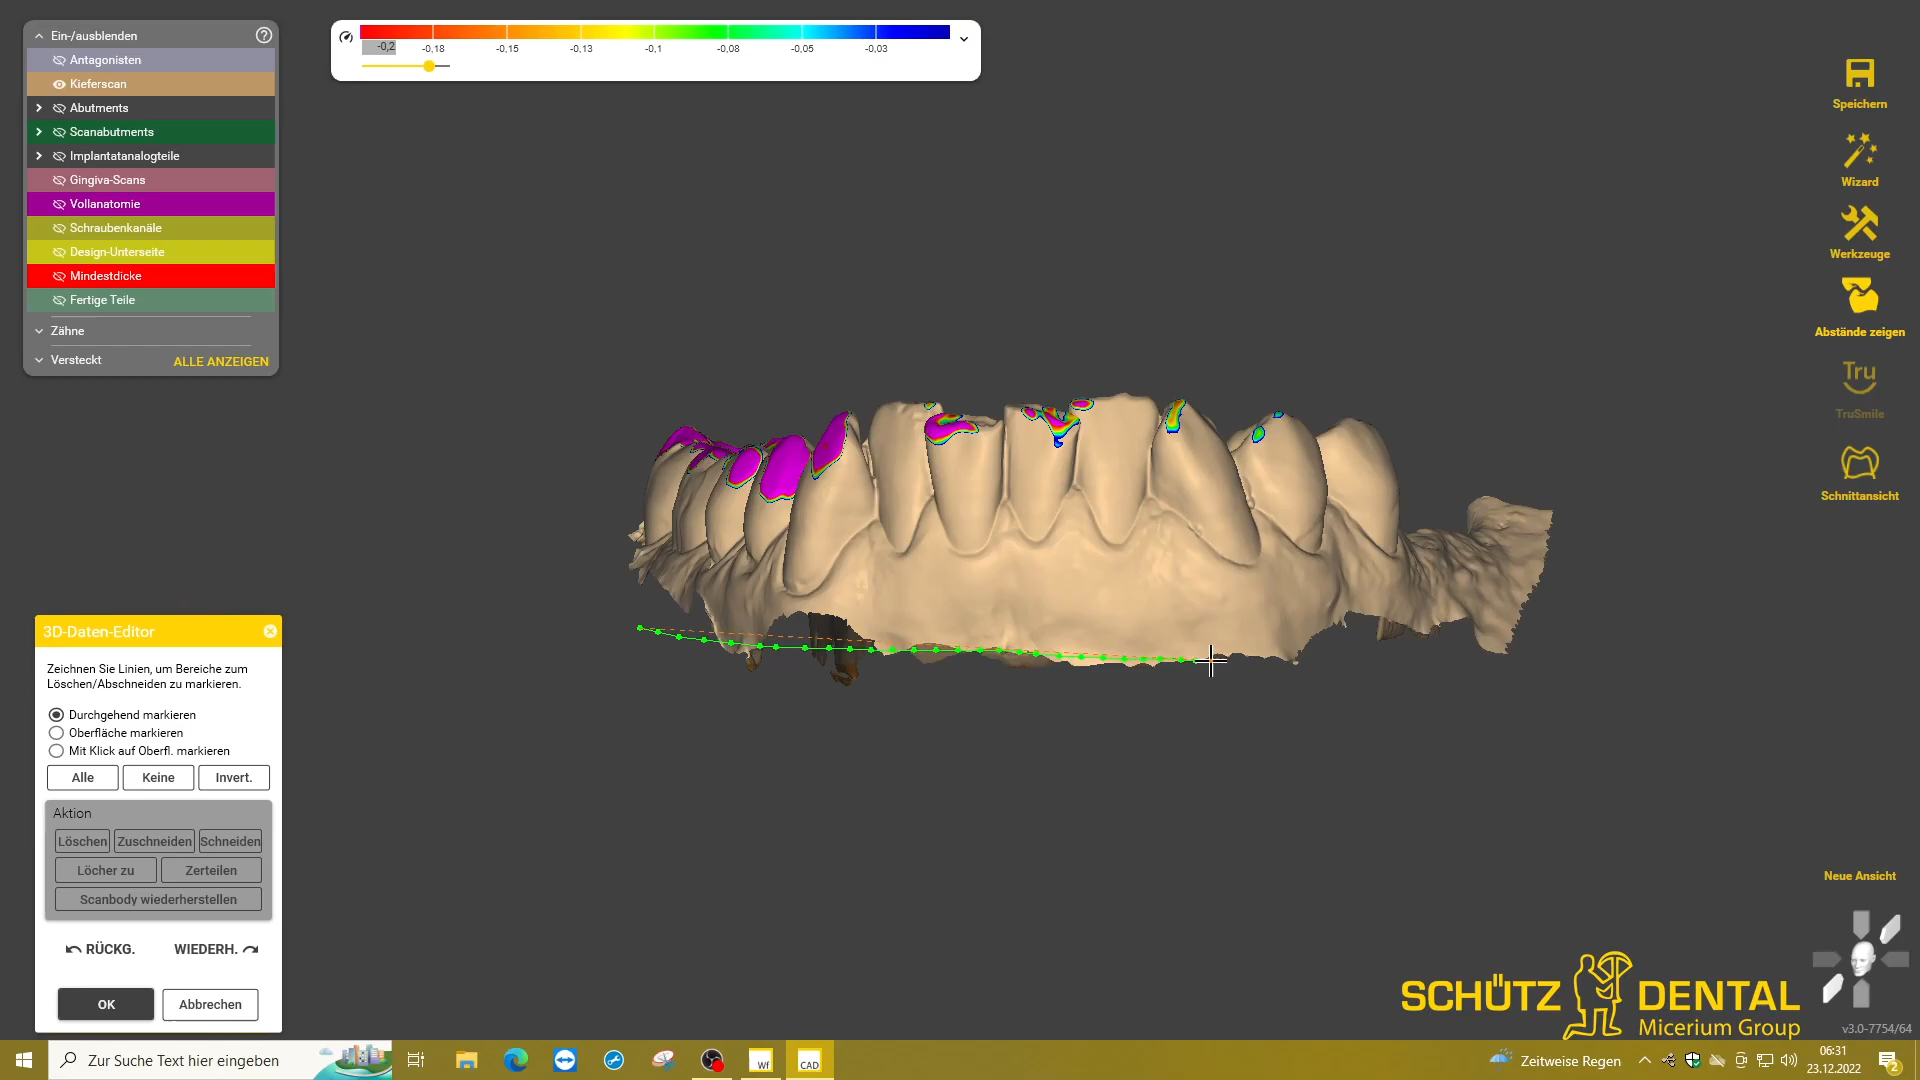 Ein-/ausblenden
Antagonisten
Kieferscan
Abutments
Scanabutments
Implantatanalogteile
Gingiva-Scans
Vollanatomie
Schraubenkanäle
Design-Unterseite
Mindestdicke
Fertige Teile
Zähne
Versteckt ALLE ANZEIGEN
-0,2 -0,18 -0,15 -0,13 -0,1 -0,08 -0,05 -0,03
Speichern
Wizard
Werkzeuge
Abstände zeigen
Tru
TruSmile
Schnittansicht
3D-Daten-Editor
Zeichnen Sie Linien, um Bereiche zum
Löschen/Abschneiden zu markieren.
Durchgehend markieren
Oberfläche markieren
Mit Klick auf Oberfl. markieren
Alle Keine Invert.
Aktion
Löschen Zuschneiden Schneiden
Löcher zu Zerteilen
Scanbody wiederherstellen
RÜCKG. WIEDERH.
OK Abbrechen
Neue Ansicht
SCHÜTZ DENTAL
Micerium Group
v3.0-7754/64
Zur Suche Text hier eingeben
Wf
CAD
Zeitweise Regen
06:31
23.12.2022
2